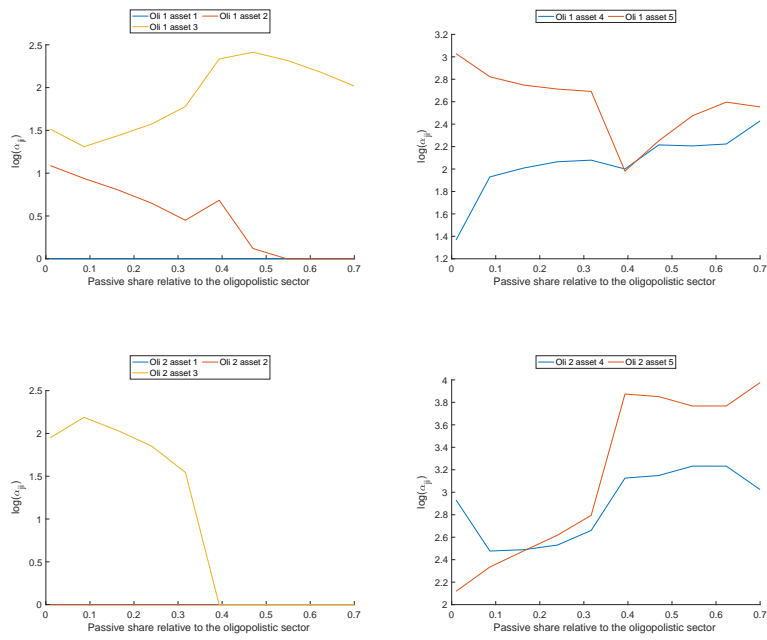 Oli 1 asset 1 Oli 1 asset 2
Oli 1 asset 3
2.5
2
1.5
1
0.5
0
log(α_ji)
0 0.1 0.2 0.3 0.4 0.5 0.6 0.7
Passive share relative to the oligopolistic sector
Oli 1 asset 4 Oli 1 asset 5
3.2
3
2.8
2.6
2.4
2.2
2
1.8
1.6
1.4
1.2
log(α_ji)
0 0.1 0.2 0.3 0.4 0.5 0.6 0.7
Passive share relative to the oligopolistic sector
Oli 2 asset 1 Oli 2 asset 2
Oli 2 asset 3
2.5
2
1.5
1
0.5
0
log(α_ji)
0 0.1 0.2 0.3 0.4 0.5 0.6 0.7
Passive share relative to the oligopolistic sector
Oli 2 asset 4 Oli 2 asset 5
4
3.8
3.6
3.4
3.2
3
2.8
2.6
2.4
2.2
2
log(α_ji)
0 0.1 0.2 0.3 0.4 0.5 0.6 0.7
Passive share relative to the oligopolistic sector